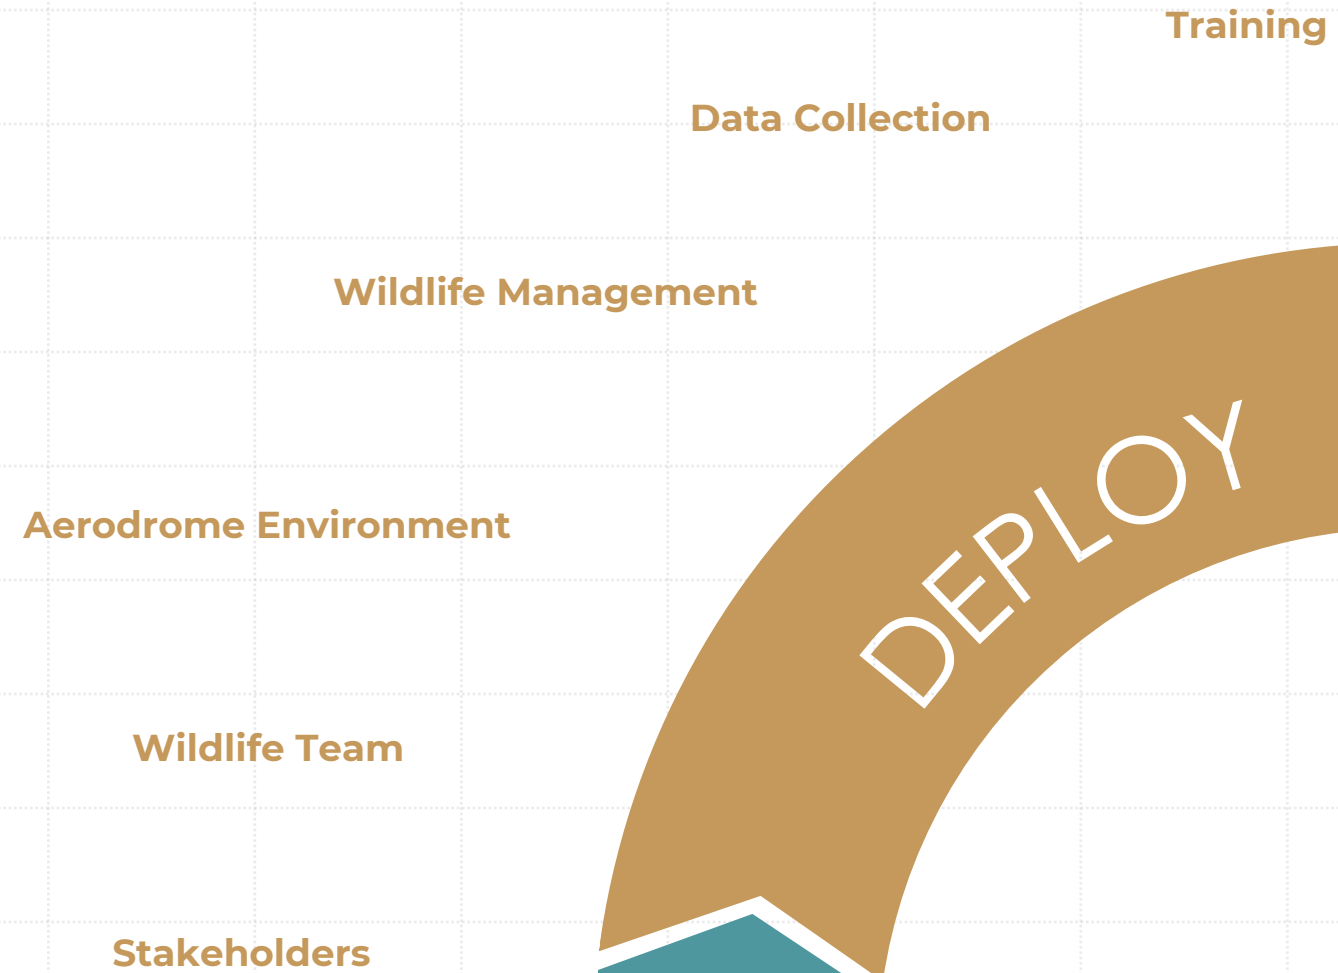 Training
Data Collection
Wildlife Management
Aerodrome Environment
DEPLOY
Wildlife Team
Stakeholders